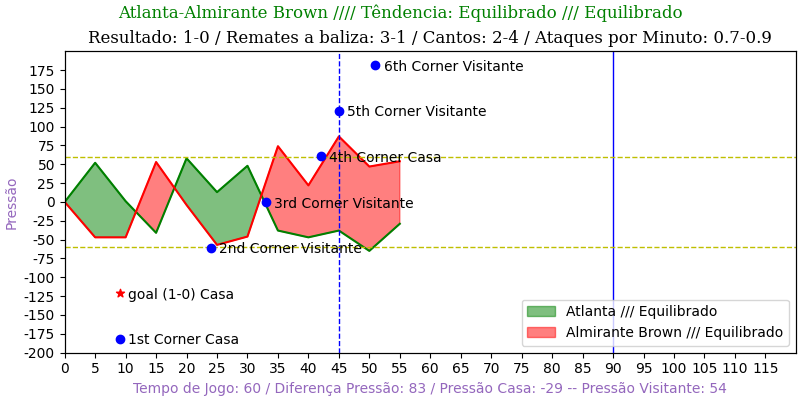 Atlanta-Almirante Brown //// Têndencia: Equilibrado /// Equilibrado
Resultado: 1-0 / Remates a baliza: 3-1 / Cantos: 2-4 / Ataques por Minuto: 0.7-0.9
175
150
125
100
75
50
25
0
-25
-50
-75
-100
-125
-150
-175
-200
Pressão
6th Corner Visitante
5th Corner Visitante
4th Corner Casa
3rd Corner Visitante
2nd Corner Visitante
goal (1-0) Casa
1st Corner Casa
Atlanta /// Equilibrado
Almirante Brown /// Equilibrado
0 5 10 15 20 25 30 35 40 45 50 55 60 65 70 75 80 85 90 95 100 105 110 115
Tempo de Jogo: 60 / Diferença Pressão: 83 / Pressão Casa: -29 -- Pressão Visitante: 54